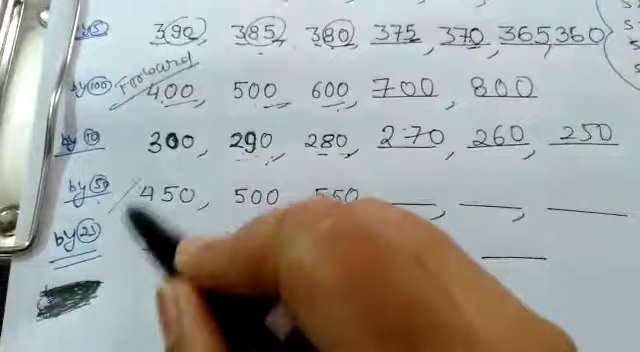 by 5 390, 385, 380, 375, 370, 365, 360
Forward
by 100 400, 500, 600, 700, 800
by 10 300, 290, 280, 270, 260, 250
by 50 450, 500 550
by 25